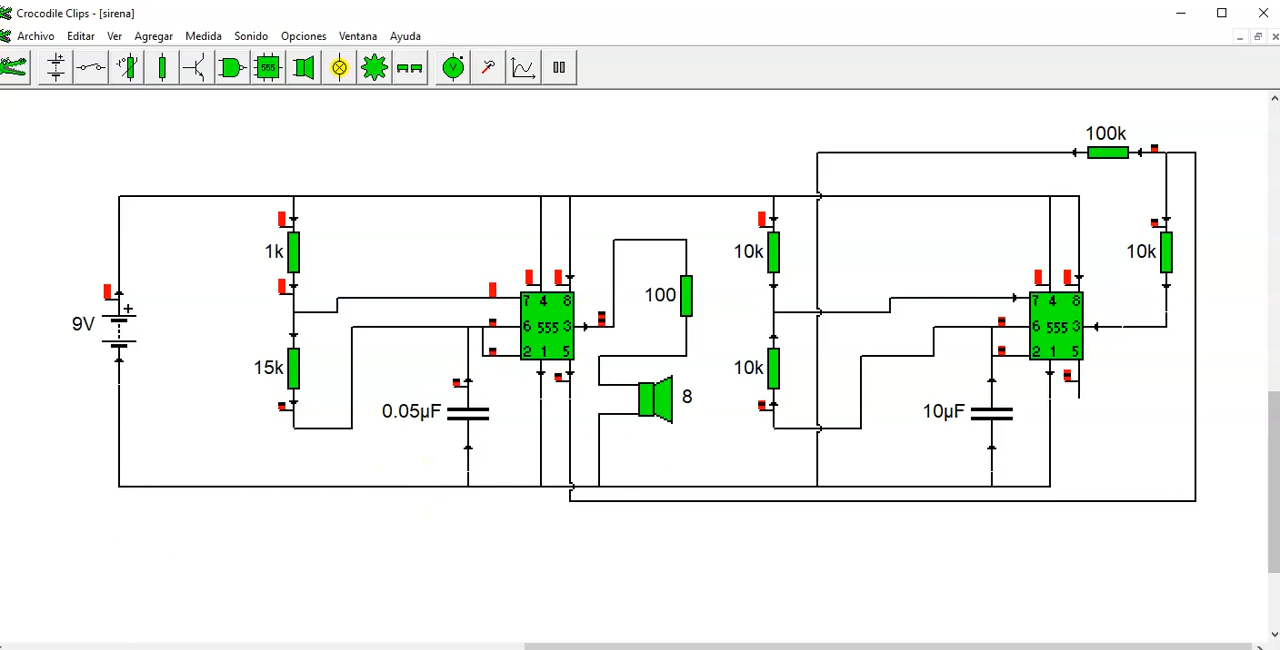 Crocodile Clips - [sirena]
Archivo Editar Ver Agregar Medida Sonido Opciones Ventana Ayuda
555
V
100k
1k
10k
10k
7 4 8
100
7 4 8
9V
+
6 555 3
6 555 3
2 1 5
2 1 5
15k
10k
8
0.05µF
10µF